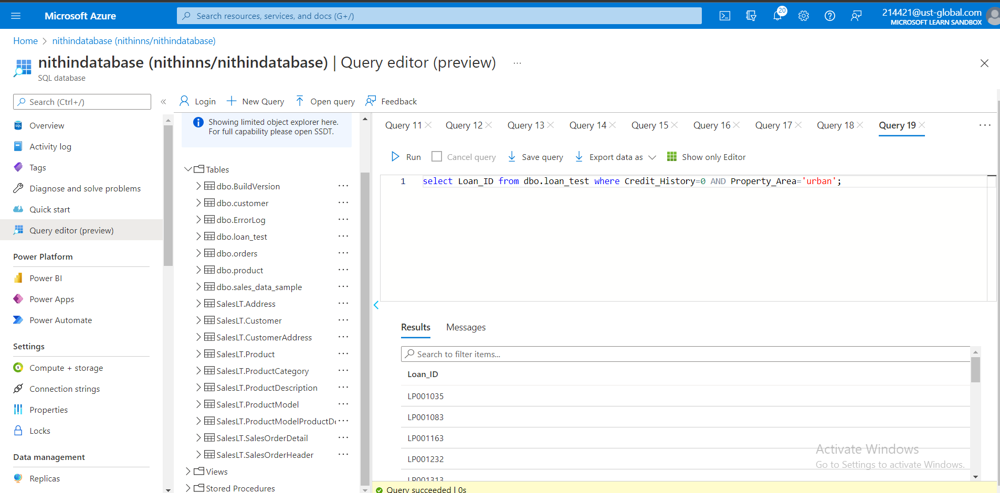 Microsoft Azure
Search resources, services, and docs (G+/)
20
214421@ust-global.com
MICROSOFT LEARN SANDBOX
Home > nithindatabase (nithinns/nithindatabase)
nithindatabase (nithinns/nithindatabase) | Query editor (preview) ...
SQL database
Search (Ctrl+/)
«
Overview
Activity log
Tags
Diagnose and solve problems
Quick start
Query editor (preview)
Power Platform
Power BI
Power Apps
Power Automate
Settings
Compute + storage
Connection strings
Properties
Locks
Data management
Replicas
Login
New Query
Open query
Feedback
Showing limited object explorer here.
For full capability please open SSDT.
Tables
dbo.BuildVersion ...
dbo.customer ...
dbo.ErrorLog ...
dbo.loan_test ...
dbo.orders ...
dbo.product ...
dbo.sales_data_sample ...
SalesLT.Address ...
SalesLT.Customer ...
SalesLT.CustomerAddress ...
SalesLT.Product ...
SalesLT.ProductCategory ...
SalesLT.ProductDescription ...
SalesLT.ProductModel ...
SalesLT.ProductModelProductDe...
SalesLT.SalesOrderDetail ...
SalesLT.SalesOrderHeader ...
Views
Stored Procedures
Query 11 Query 12 Query 13 Query 14 Query 15 Query 16 Query 17 Query 18 Query 19 ...
Run Cancel query Save query Export data as Show only Editor
1 select Loan_ID from dbo.loan_test where Credit_History=0 AND Property_Area='urban';
Results Messages
Search to filter items...
Loan_ID
LP001035
LP001083
LP001163
LP001232
LP001313
Activate Windows
Go to Settings to activate Windows.
Query succeeded | 0s